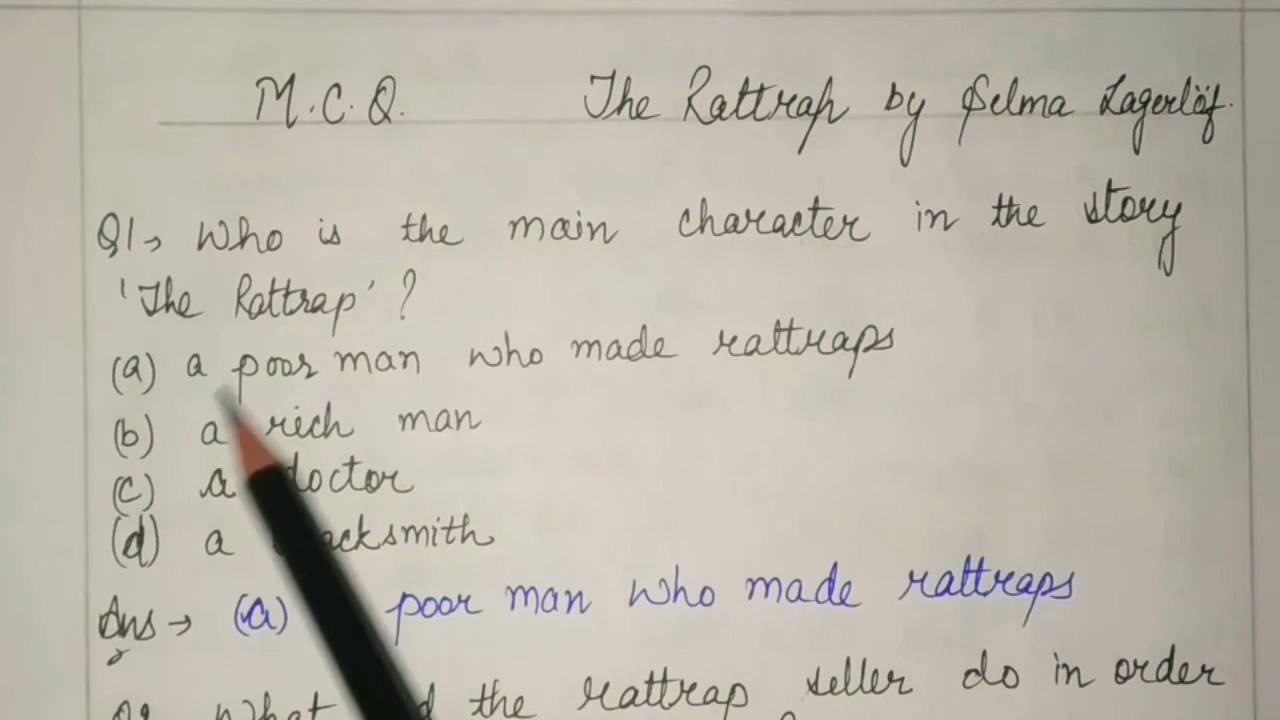 M.C.Q. The Rattrap by Selma Lagerlöf.
Q1→ Who is the main character in the story
'The Rattrap'?
(a) a poor man who made rattraps
(b) a rich man
(c) a doctor
(d) a
Ans→ (a) poor man who made rattraps
What the rattrap seller do in order